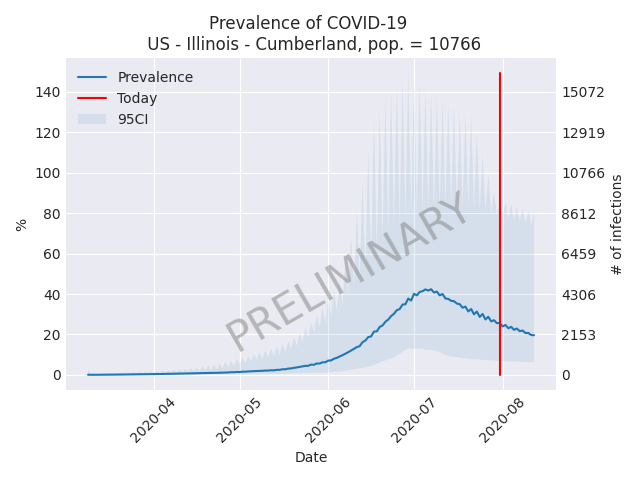 Prevalence of COVID-19
US - Illinois - Cumberland, pop. = 10766
Prevalence
Today
95CI
140
120
100
80
60
40
20
0
%
15072
12919
10766
8612
6459
4306
2153
0
# of infections
PRELIMINARY
2020-04
2020-05
2020-06
2020-07
2020-08
Date